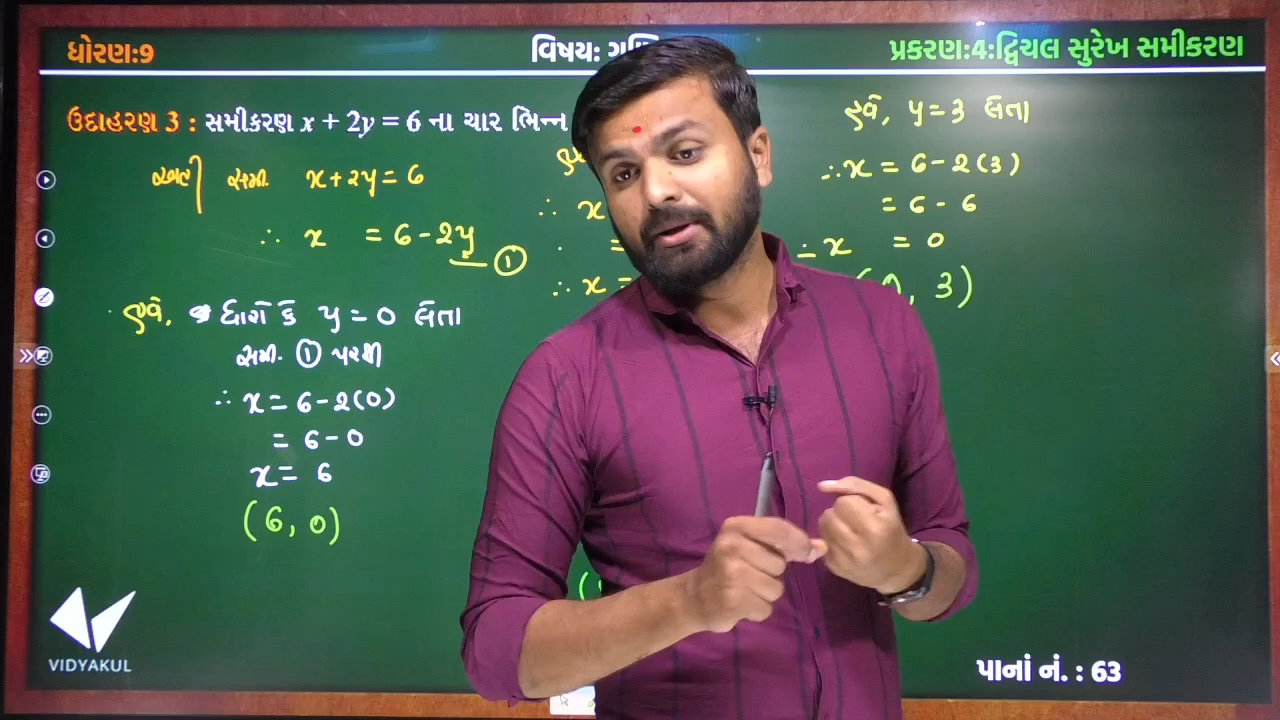 ધોરણ:9
વિષય:
પ્રકરણ:4:દ્વિચલ સુરેખ સમીકરણ
ઉદાહરણ 3 : સમીકરણ x + 2y = 6 ના ચાર ભિન્ન
સમી. x + 2y = 6
∴ x = 6 - 2y
①
હવે, ધારો કે y = 0 લેતા
સમી. ① પરથી
∴ x = 6 - 2(0)
= 6 - 0
x = 6
(6, 0)
∴ x
=
∴ x =
(
હવે, y = 3 લેતા
∴ x = 6 - 2(3)
= 6 - 6
x = 0
, 3)
VIDYAKUL
પાનાં નં. : 63